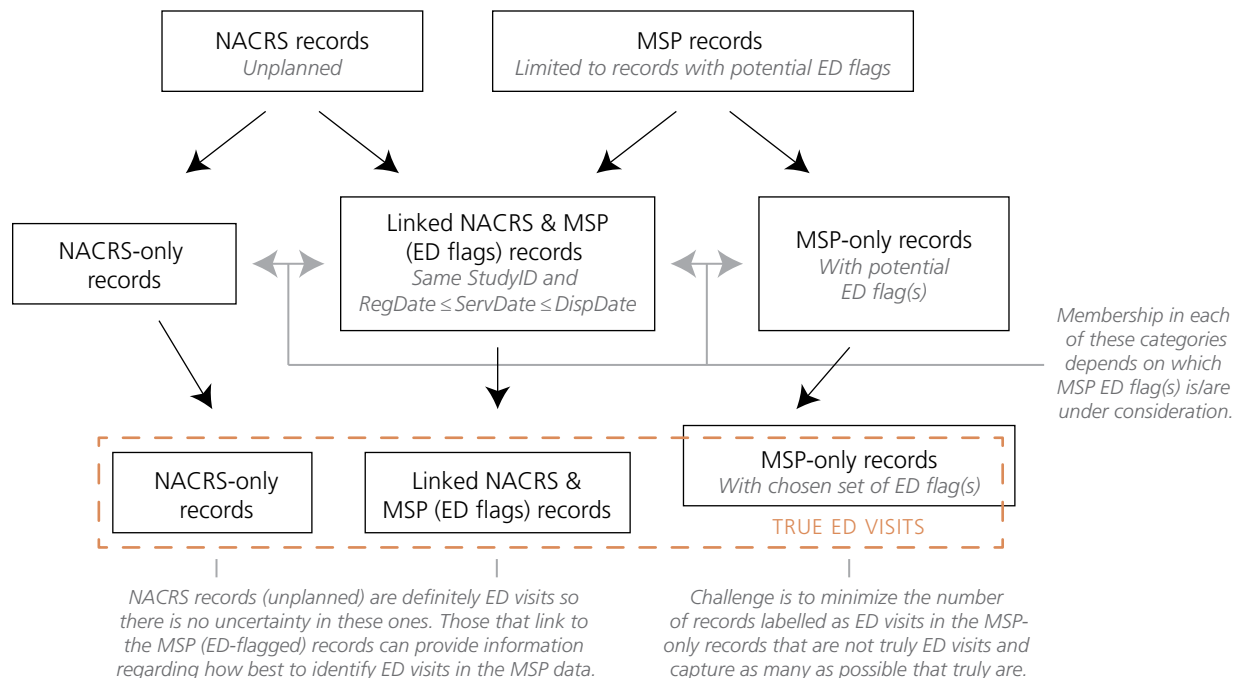 NACRS records
Unplanned
MSP records
Limited to records with potential ED flags
NACRS-only
records
Linked NACRS & MSP
(ED flags) records
Same StudyID and
RegDate ≤ ServDate ≤ DispDate
MSP-only records
With potential
ED flag(s)
Membership in each
of these categories
depends on which
MSP ED flag(s) is/are
under consideration.
NACRS-only
records
Linked NACRS &
MSP (ED flags) records
MSP-only records
With chosen set of ED flag(s)
TRUE ED VISITS
NACRS records (unplanned) are definitely ED visits so
there is no uncertainty in these ones. Those that link to
the MSP (ED-flagged) records can provide information
regarding how best to identify ED visits in the MSP data.
Challenge is to minimize the number
of records labelled as ED visits in the MSP-
only records that are not truly ED visits and
capture as many as possible that truly are.